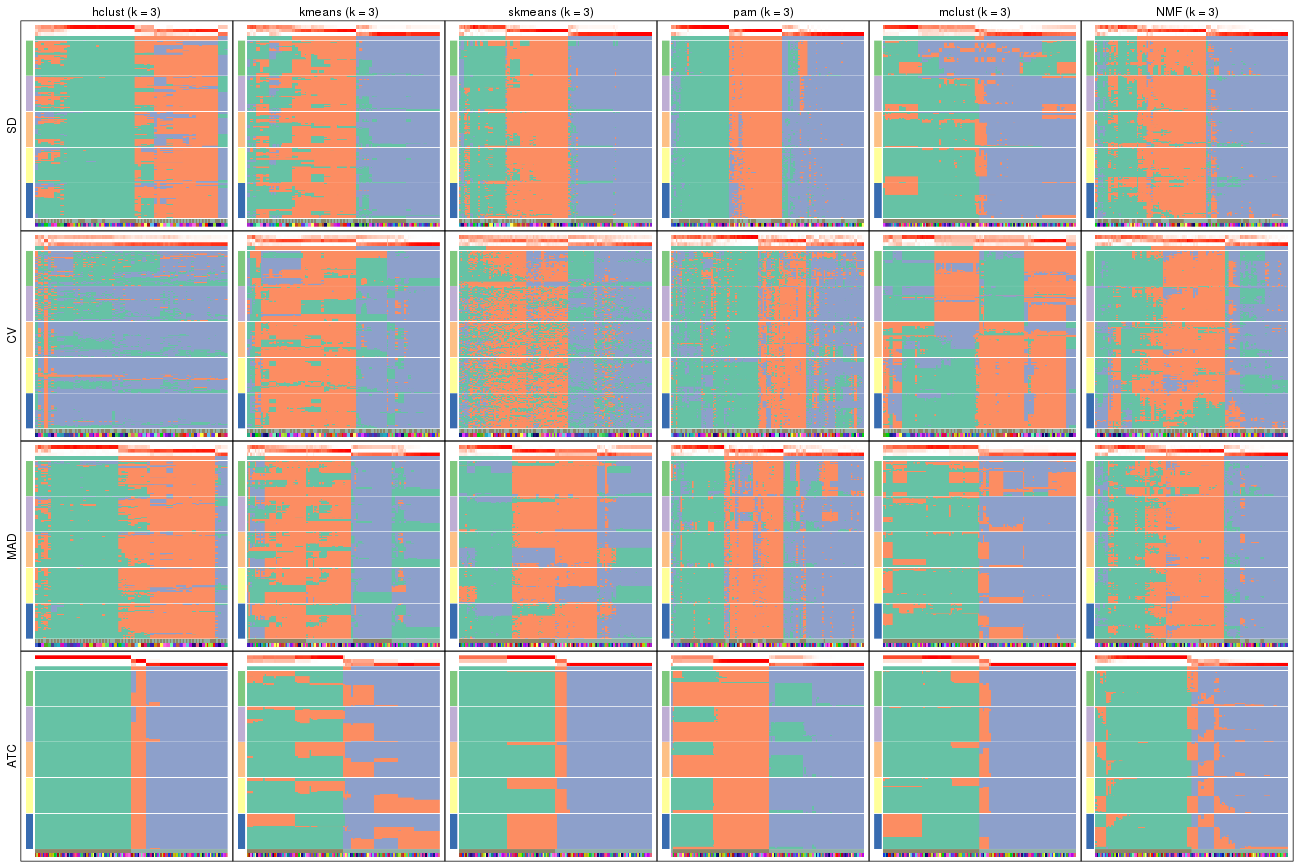 hclust (k = 3)
kmeans (k = 3)
skmeans (k = 3)
pam (k = 3)
mclust (k = 3)
NMF (k = 3)
SD
CV
MAD
ATC